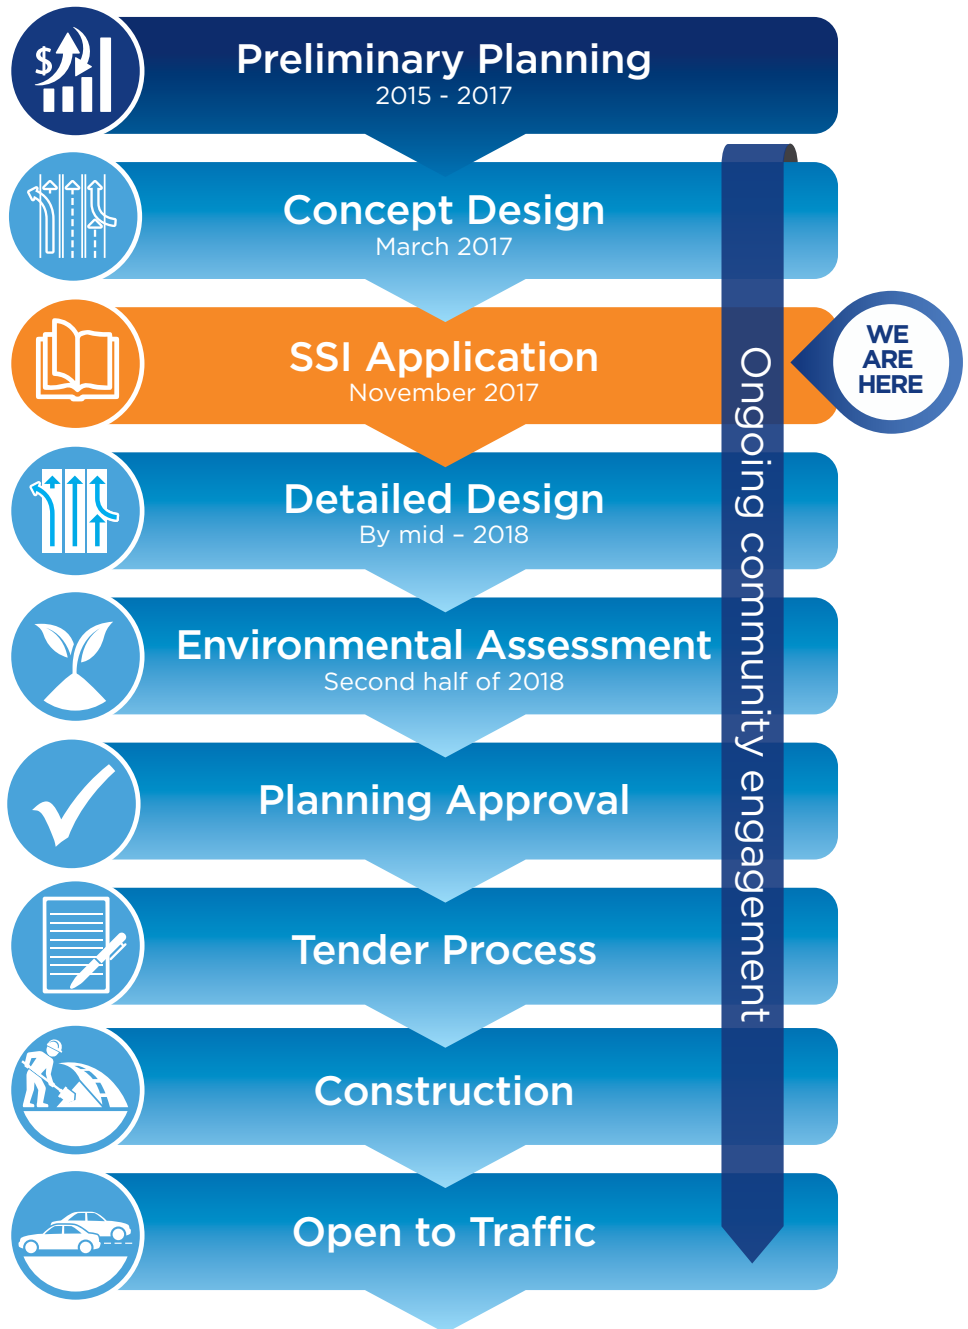 Preliminary Planning
2015 - 2017
Concept Design
March 2017
SSI Application
November 2017
WE
ARE
HERE
Detailed Design
By mid – 2018
Environmental Assessment
Second half of 2018
Planning Approval
Tender Process
Construction
Open to Traffic
Ongoing community engagement
$